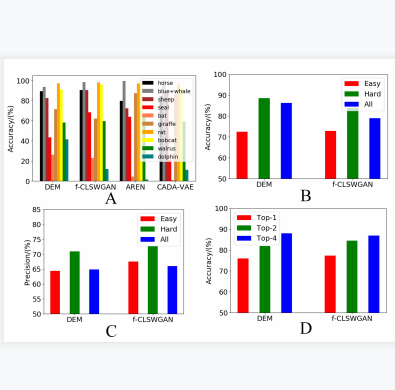 Accuracy/(%)
100
80
60
40
20
0
horse
blue+whale
sheep
seal
bat
giraffe
rat
bobcat
walrus
dolphin
DEM
f-CLSWGAN
AREN
CADA-VAE
A
Accuracy/(%)
100
90
80
70
60
50
Easy
Hard
All
DEM
f-CLSWGAN
B
Precision/(%)
85
80
75
70
65
60
55
50
Easy
Hard
All
DEM
f-CLSWGAN
C
Accuracy/(%)
100
90
80
70
60
50
Top-1
Top-2
Top-4
DEM
f-CLSWGAN
D